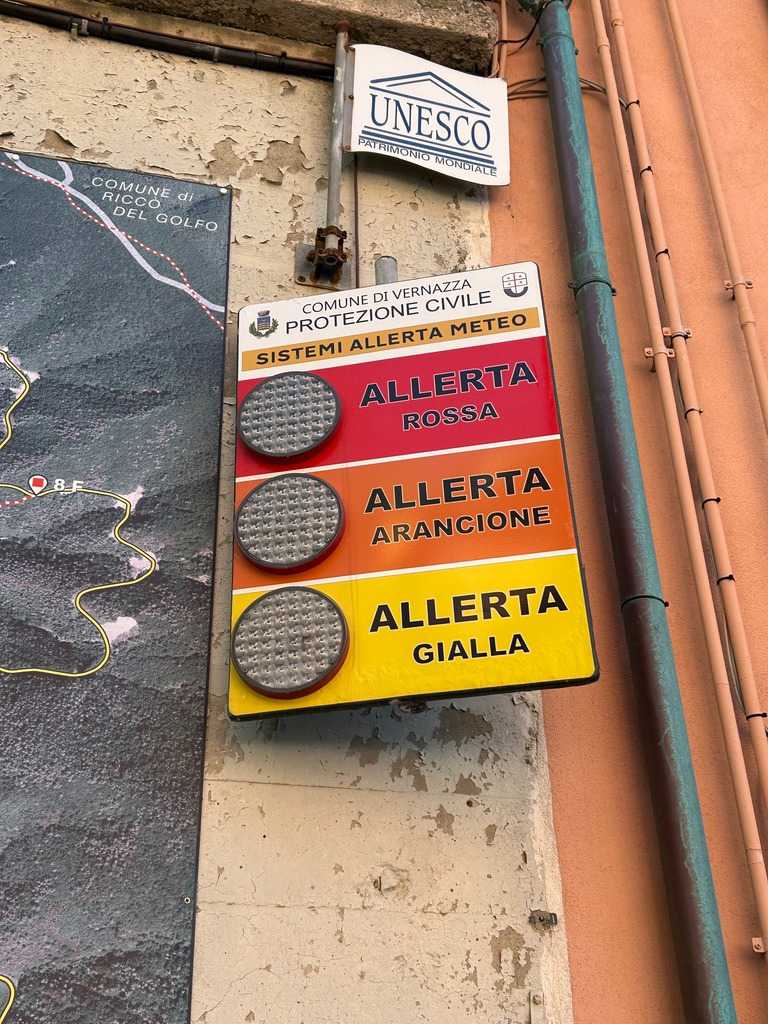 UNESCO
PATRIMONIO MONDIALE
COMUNE di
RICCÒ
DEL GOLFO
COMUNE DI VERNAZZA
PROTEZIONE CIVILE
SISTEMI ALLERTA METEO
ALLERTA
ROSSA
ALLERTA
ARANCIONE
ALLERTA
GIALLA
8